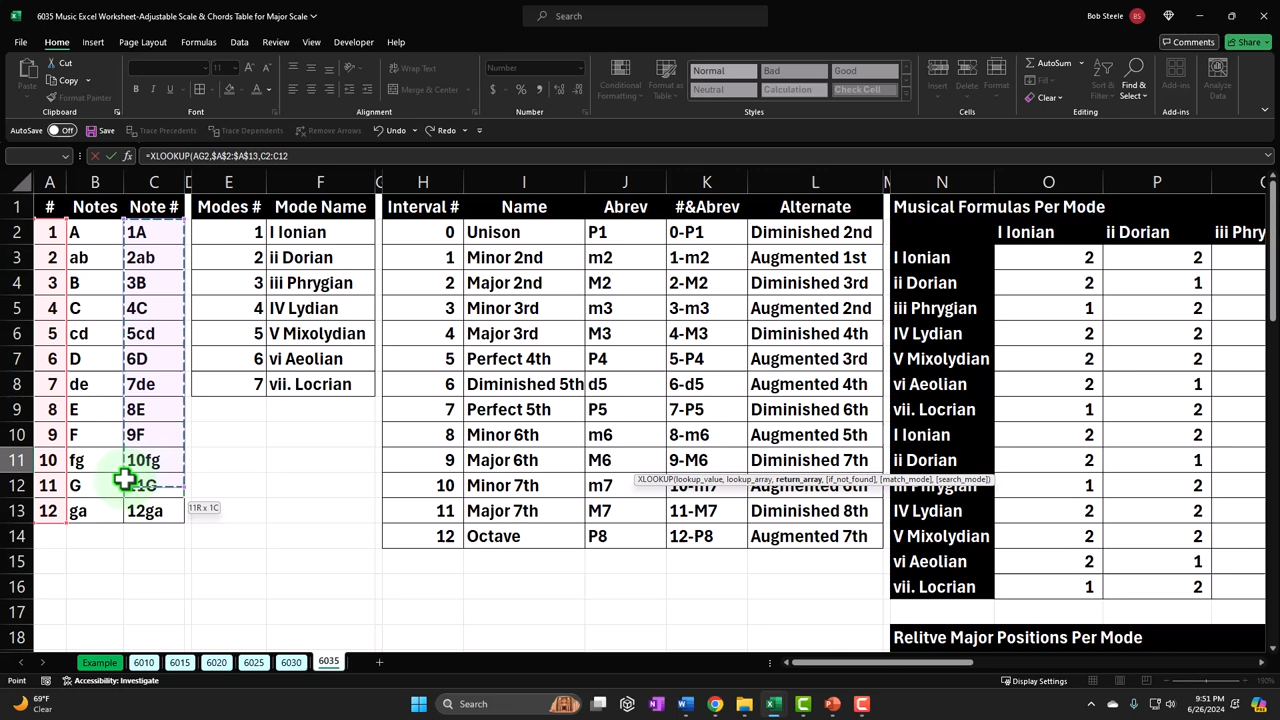 6035 Music Excel Worksheet-Adjustable Scale & Chords Table for Major Scale
Search
Bob Steele BS
File Home Insert Page Layout Formulas Data Review View Developer Help
Comments Share
Paste
Cut
Copy
Format Painter
Clipboard
11
Font
Wrap Text
Merge & Center
Alignment
Number
Number
Conditional Formatting
Format as Table
Normal Bad Good
Neutral Calculation Check Cell
Styles
Insert Delete Format
Cells
AutoSum
Fill
Clear
Sort & Filter
Find & Select
Editing
Add-ins
Add-ins
Analyze Data
AutoSave Off Save Trace Precedents Trace Dependents Remove Arrows Undo Redo
=XLOOKUP(AG2,$A$2:$A$13,C2:C12
A B C D E F H I J K L N O P
1 # Notes Note # Modes # Mode Name Interval # Name Abrev #&Abrev Alternate Musical Formulas Per Mode
2 1 A 1A 1 I Ionian 0 Unison P1 0-P1 Diminished 2nd I Ionian ii Dorian iii Phry
3 2 ab 2ab 2 ii Dorian 1 Minor 2nd m2 1-m2 Augmented 1st I Ionian 2 2
4 3 B 3B 3 iii Phrygian 2 Major 2nd M2 2-M2 Diminished 3rd ii Dorian 2 1
5 4 C 4C 4 IV Lydian 3 Minor 3rd m3 3-m3 Augmented 2nd iii Phrygian 1 2
6 5 cd 5cd 5 V Mixolydian 4 Major 3rd M3 4-M3 Diminished 4th IV Lydian 2 2
7 6 D 6D 6 vi Aeolian 5 Perfect 4th P4 5-P4 Augmented 3rd V Mixolydian 2 2
8 7 de 7de 7 vii. Locrian 6 Diminished 5th d5 6-d5 Augmented 4th vi Aeolian 2 1
9 8 E 8E 7 Perfect 5th P5 7-P5 Diminished 6th vii. Locrian 1 2
10 9 F 9F 8 Minor 6th m6 8-m6 Augmented 5th I Ionian 2 2
11 10 fg 10fg 9 Major 6th M6 9-M6 Diminished 7th ii Dorian 2 1
XLOOKUP(lookup_value, lookup_array, return_array, [if_not_found], [match_mode], [search_mode])
12 11 G 10 Minor 7th m7 10-m7 Augmented 6th iii Phrygian 1 2
11R x 1C
13 12 ga 12ga 11 Major 7th M7 11-M7 Diminished 8th IV Lydian 2 2
14 12 Octave P8 12-P8 Augmented 7th V Mixolydian 2 2
15 vi Aeolian 2 1
16 vii. Locrian 1 2
17
18 Relitve Major Positions Per Mode
Example 6010 6015 6020 6025 6030 6035
Point Accessibility: Investigate Display Settings 190%
69°F
Clear
Search
9:51 PM
6/26/2024